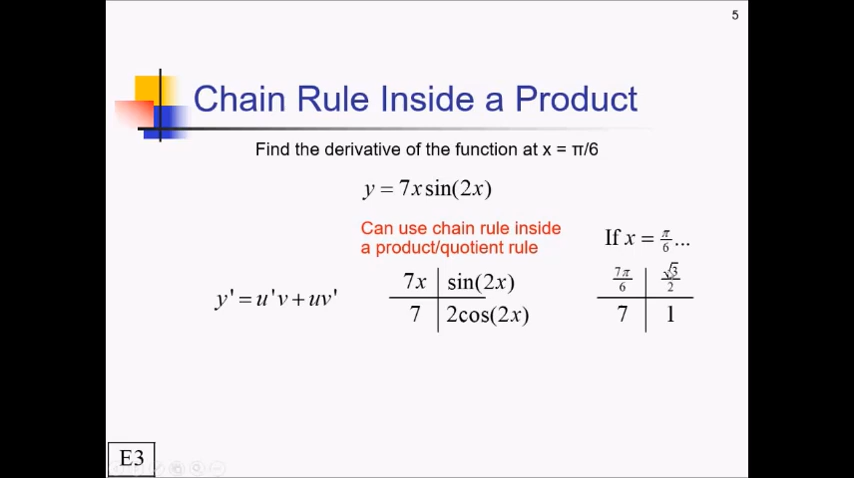 5
Chain Rule Inside a Product
Find the derivative of the function at x = π/6
y = 7x sin(2x)
Can use chain rule inside
a product/quotient rule
If x = π/6 ...
y' = u'v + uv'
7x | sin(2x)
7 | 2cos(2x)
7π/6 | √3/2
7 | 1
E3